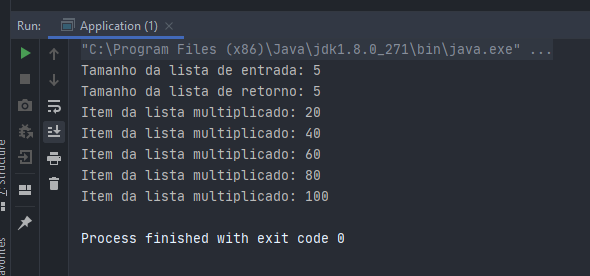 Run: Application (1) ×
"C:\Program Files (x86)\Java\jdk1.8.0_271\bin\java.exe" ...
Tamanho da lista de entrada: 5
Tamanho da lista de retorno: 5
Item da lista multiplicado: 20
Item da lista multiplicado: 40
Item da lista multiplicado: 60
Item da lista multiplicado: 80
Item da lista multiplicado: 100
Process finished with exit code 0
7: Structure